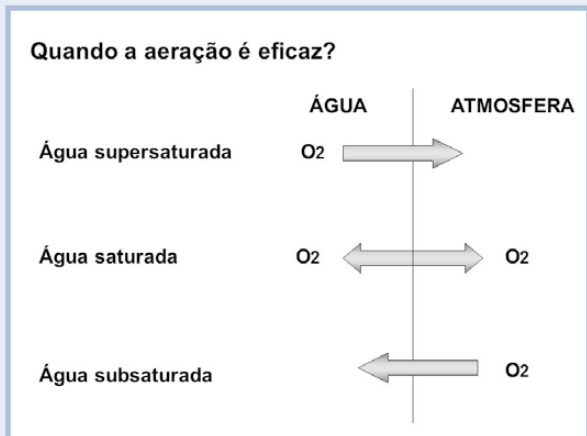 Quando a aeração é eficaz?
ÁGUA ATMOSFERA
Água supersaturada O2
Água saturada O2 O2
Água subsaturada O2